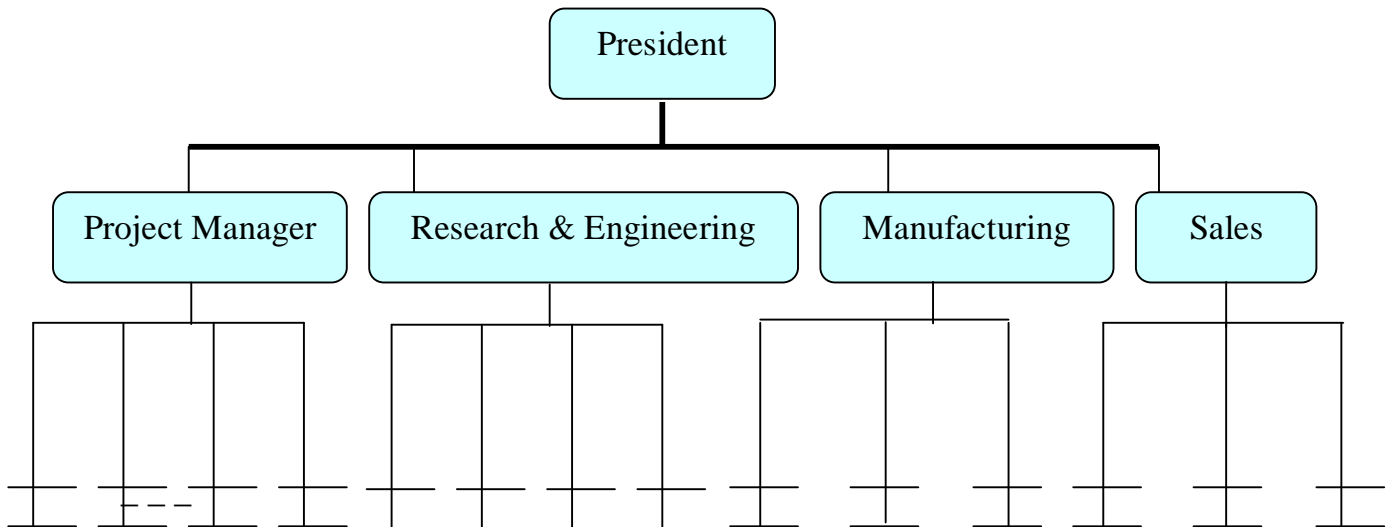 President
Project Manager
Research & Engineering
Manufacturing
Sales